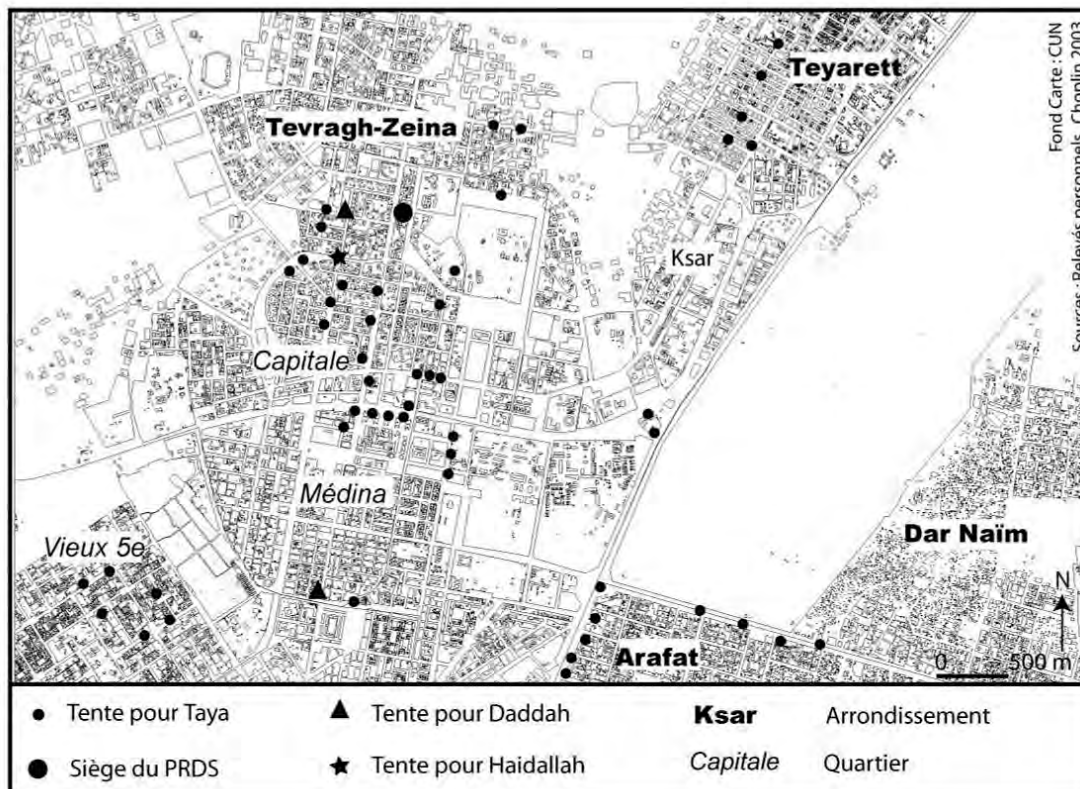 Teyarett
Tevragh-Zeina
Ksar
Capitale
Médina
Vieux 5e
Dar Naïm
Arafat
N
0 500 m
Fond Carte : CUN
Sources : Relevés personnels, Choplin, 2003
Tente pour Taya
Tente pour Daddah
Ksar Arrondissement
Siège du PRDS
Tente pour Haidallah
Capitale Quartier